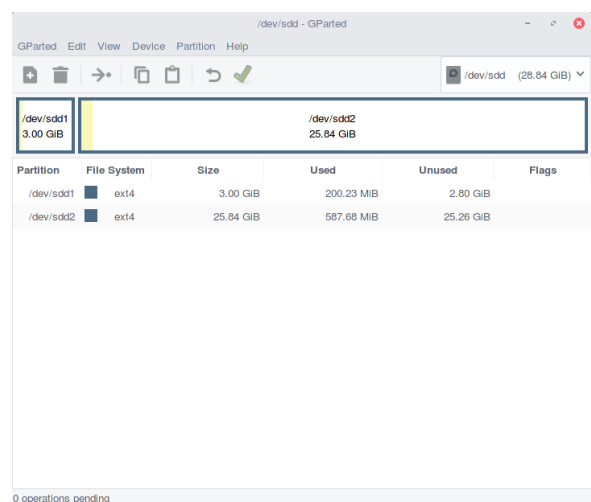 /dev/sdd - GParted
GParted Edit View Device Partition Help
/dev/sdd (28.84 GiB)
/dev/sdd1
3.00 GiB
/dev/sdd2
25.84 GiB
Partition File System Size Used Unused Flags
/dev/sdd1 ext4 3.00 GiB 200.23 MiB 2.80 GiB
/dev/sdd2 ext4 25.84 GiB 587.68 MiB 25.26 GiB
0 operations pending